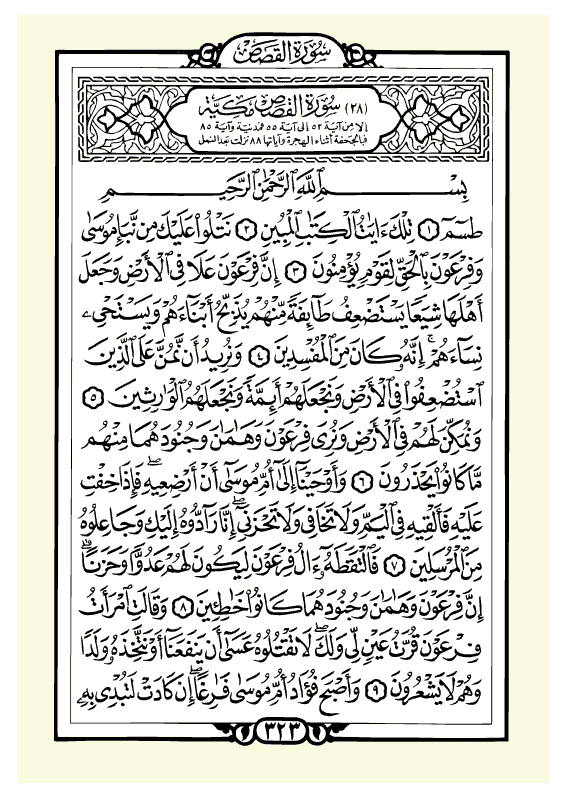 سُورَةُ القَصَصِ
(٢٨) سُورَةُ القَصَصِ مَكِّيَّة
إلا من آية ٥٢ إلى آية ٥٥ فمدنية وآية ٨٥
فبالجحفة أثناء الهجرة وآياتها ٨٨ نزلت بعد النمل
بِسْمِ اللَّهِ الرَّحْمَٰنِ الرَّحِيمِ
طسٓمٓ ۝١ تِلْكَ ءَايَٰتُ ٱلْكِتَٰبِ ٱلْمُبِينِ ۝٢ نَتْلُوا۟ عَلَيْكَ مِن نَّبَإِ مُوسَىٰ
وَفِرْعَوْنَ بِٱلْحَقِّ لِقَوْمٍ يُؤْمِنُونَ ۝٣ إِنَّ فِرْعَوْنَ عَلَا فِى ٱلْأَرْضِ وَجَعَلَ
أَهْلَهَا شِيَعًا يَسْتَضْعِفُ طَآئِفَةً مِّنْهُمْ يُذَبِّحُ أَبْنَآءَهُمْ وَيَسْتَحْىِۦ
نِسَآءَهُمْ ۚ إِنَّهُۥ كَانَ مِنَ ٱلْمُفْسِدِينَ ۝٤ وَنُرِيدُ أَن نَّمُنَّ عَلَى ٱلَّذِينَ
ٱسْتُضْعِفُوا۟ فِى ٱلْأَرْضِ وَنَجْعَلَهُمْ أَئِمَّةً وَنَجْعَلَهُمُ ٱلْوَٰرِثِينَ ۝٥
وَنُمَكِّنَ لَهُمْ فِى ٱلْأَرْضِ وَنُرِىَ فِرْعَوْنَ وَهَٰمَٰنَ وَجُنُودَهُمَا مِنْهُم
مَّا كَانُوا۟ يَحْذَرُونَ ۝٦ وَأَوْحَيْنَآ إِلَىٰٓ أُمِّ مُوسَىٰٓ أَنْ أَرْضِعِيهِ ۖ فَإِذَا خِفْتِ
عَلَيْهِ فَأَلْقِيهِ فِى ٱلْيَمِّ وَلَا تَخَافِى وَلَا تَحْزَنِىٓ ۖ إِنَّا رَآدُّوهُ إِلَيْكِ وَجَاعِلُوهُ
مِنَ ٱلْمُرْسَلِينَ ۝٧ فَٱلْتَقَطَهُۥٓ ءَالُ فِرْعَوْنَ لِيَكُونَ لَهُمْ عَدُوًّا وَحَزَنًا ۗ
إِنَّ فِرْعَوْنَ وَهَٰمَٰنَ وَجُنُودَهُمَا كَانُوا۟ خَٰطِـِٔينَ ۝٨ وَقَالَتِ ٱمْرَأَتُ
فِرْعَوْنَ قُرَّتُ عَيْنٍ لِّى وَلَكَ ۖ لَا تَقْتُلُوهُ عَسَىٰٓ أَن يَنفَعَنَآ أَوْ نَتَّخِذَهُۥ وَلَدًا
وَهُمْ لَا يَشْعُرُونَ ۝٩ وَأَصْبَحَ فُؤَادُ أُمِّ مُوسَىٰ فَٰرِغًا ۖ إِن كَادَتْ لَتُبْدِى بِهِۦ
٣٢٣